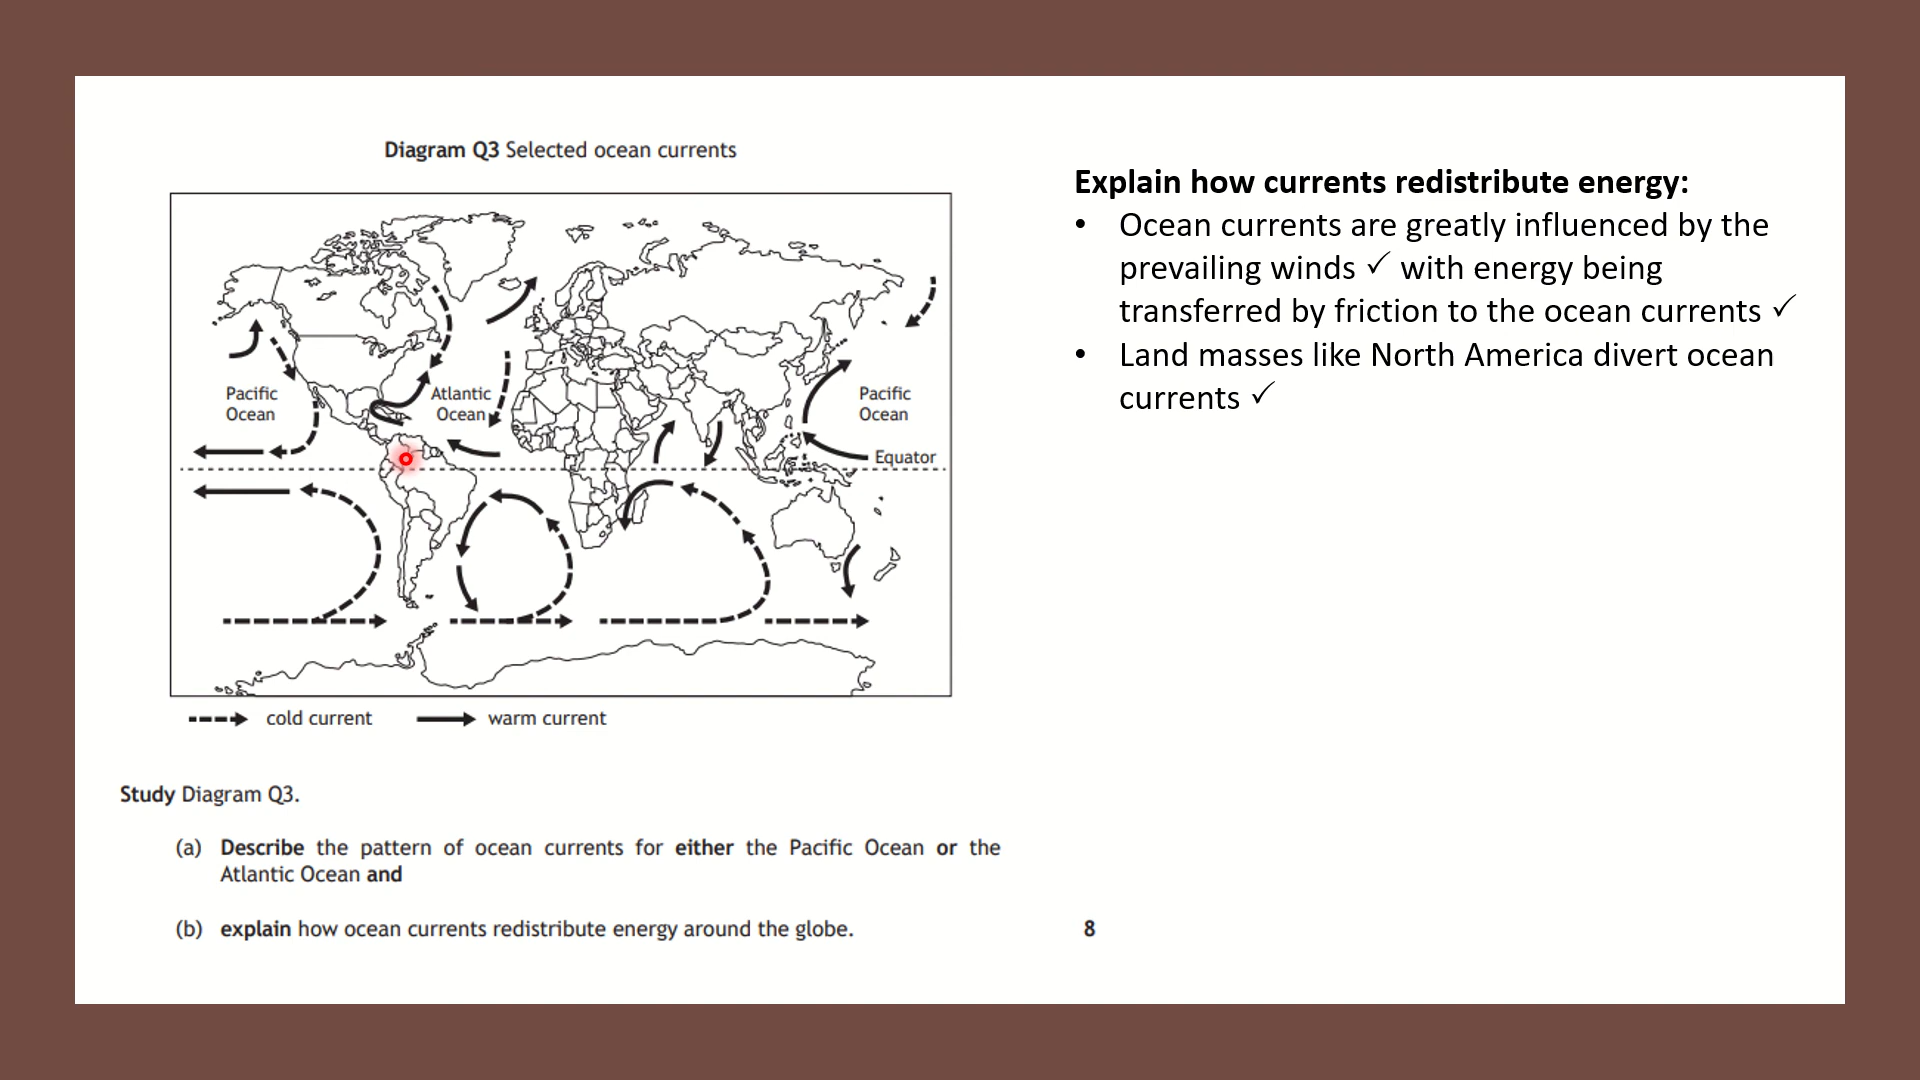 Diagram Q3 Selected ocean currents
Pacific
Ocean
Atlantic
Ocean
Pacific
Ocean
Equator
cold current
warm current
Study Diagram Q3.
(a) Describe the pattern of ocean currents for either the Pacific Ocean or the
Atlantic Ocean and
(b) explain how ocean currents redistribute energy around the globe.
8
Explain how currents redistribute energy:
• Ocean currents are greatly influenced by the
prevailing winds ✓ with energy being
transferred by friction to the ocean currents ✓
• Land masses like North America divert ocean
currents ✓